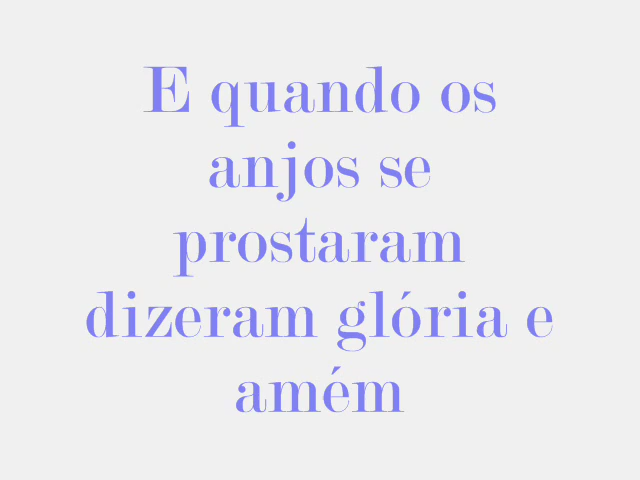 E quando os
anjos se
prostaram
dizeram glória e
amém